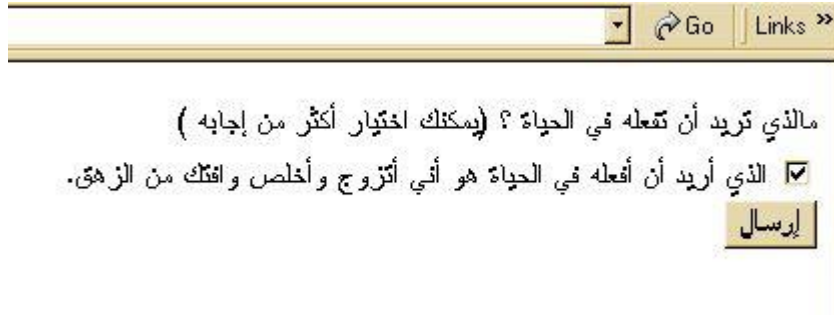 Go Links »
مالذي تريد أن تفعله في الحياة ؟ (يمكنك اختيار أكثر من إجابه )
الذي أريد أن أفعله في الحياة هو أني أتزوج وأخلص وافتك من الزهق.
إرسال